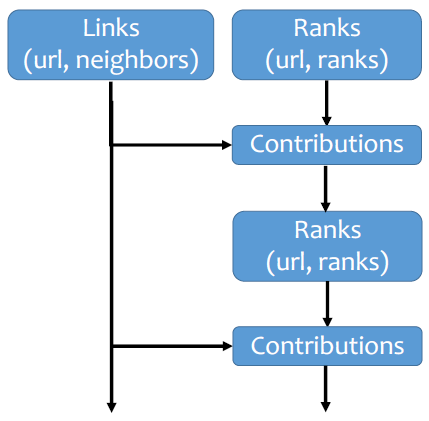 Links
(url, neighbors)
Ranks
(url, ranks)
Contributions
Ranks
(url, ranks)
Contributions